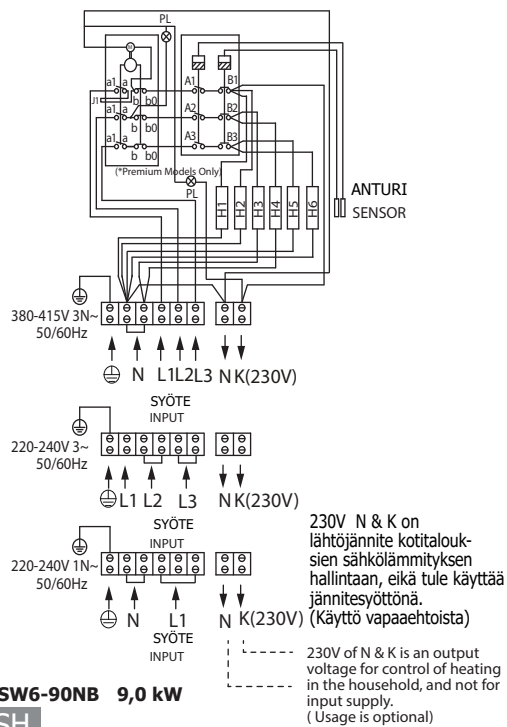 PL
M
a1 a
A1
B1
J1
b b0
a1 a
A2
B2
b b0
a1 a
A3
B3
b b0
(*Premium Models Only)
PL
H1 H2 H3 H4 H5 H6
ANTURI
SENSOR
380-415V 3N~
50/60Hz
N L1L2L3 N K(230V)
SYÖTE
INPUT
220-240V 3~
50/60Hz
L1 L2 L3 N K(230V)
SYÖTE
INPUT
220-240V 1N~
50/60Hz
N L1 N K(230V)
SYÖTE
INPUT
230V N & K on
lähtöjännite kotitalouk-
sien sähkölämmityksen
hallintaan, eikä tule käyttää
jännitesyöttönä.
(Käyttö vapaaehtoista)
230V of N & K is an output
voltage for control of heating
in the household, and not for
input supply.
( Usage is optional)
SW6-90NB 9,0 kW
SH